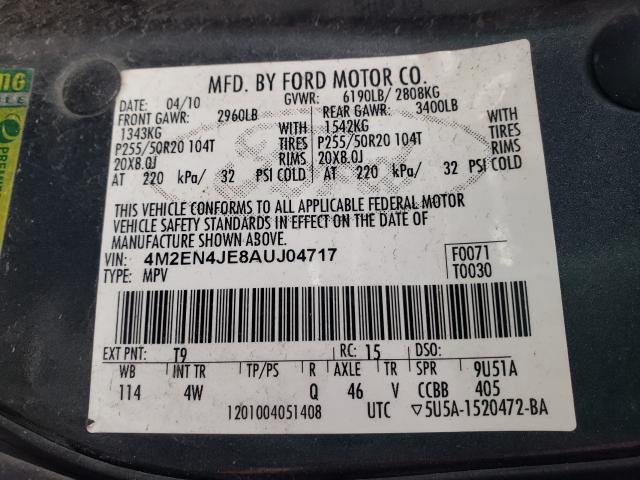 MFD. BY FORD MOTOR CO.
DATE: 04/10 GVWR: 6190LB/ 2808KG
FRONT GAWR: 2960LB REAR GAWR: 3400LB
1343KG WITH 1542KG WITH
P255/50R20 104T TIRES P255/50R20 104T TIRES
20X8.0J RIMS 20X8.0J RIMS
AT 220 kPa/ 32 PSI COLD AT 220 kPa/ 32 PSI COLD
THIS VEHICLE CONFORMS TO ALL APPLICABLE FEDERAL MOTOR
VEHICLE SAFETY STANDARDS IN EFFECT ON THE DATE OF
MANUFACTURE SHOWN ABOVE.
VIN: 4M2EN4JE8AUJ04717 F0071
TYPE: MPV T0030
EXT PNT: T9 RC: 15 DSO:
WB INT TR TP/PS R AXLE TR SPR 9U51A
114 4W Q 46 V CCBB 405
1201004051408 UTC ▽5U5A-1520472-BA